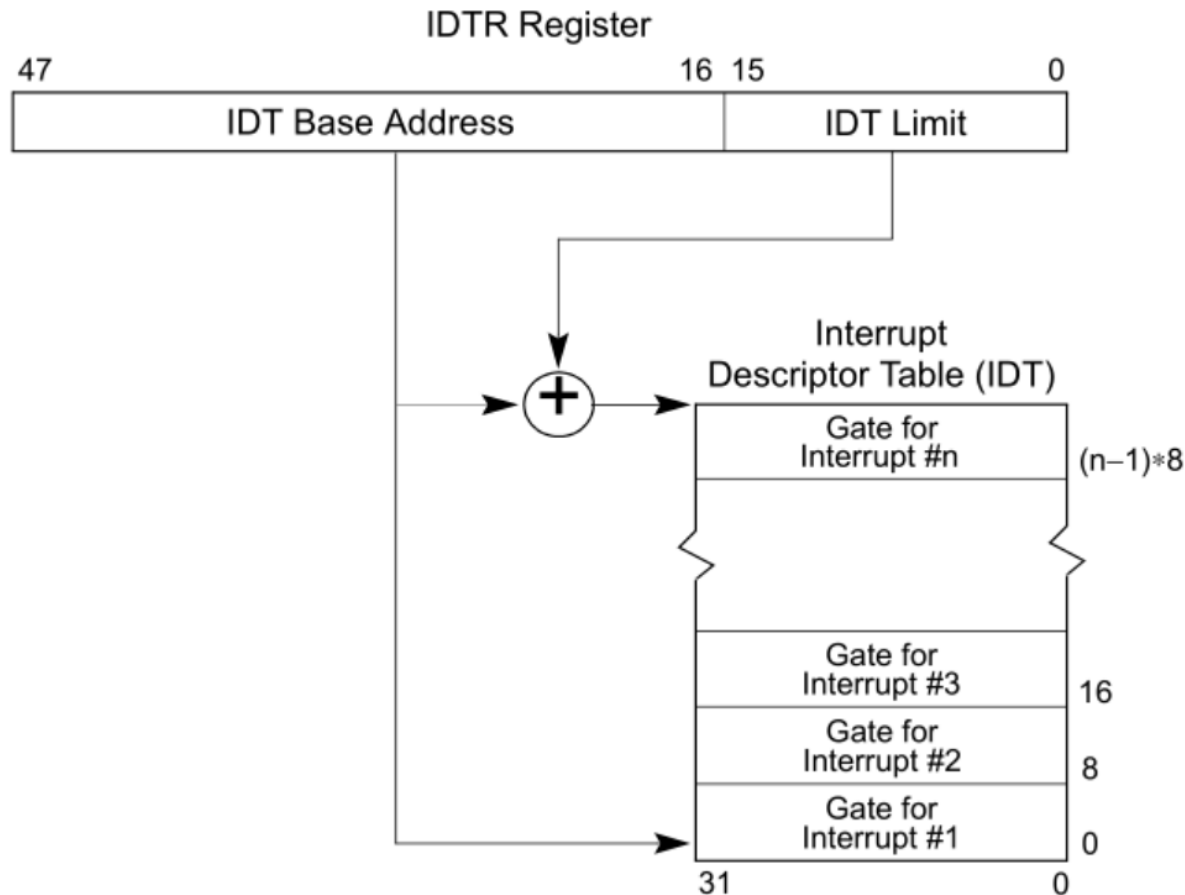 IDTR Register
47 16 15 0
IDT Base Address IDT Limit
+
Interrupt
Descriptor Table (IDT)
Gate for
Interrupt #n
(n–1)∗8
Gate for
Interrupt #3
16
Gate for
Interrupt #2
8
Gate for
Interrupt #1
0
31 0